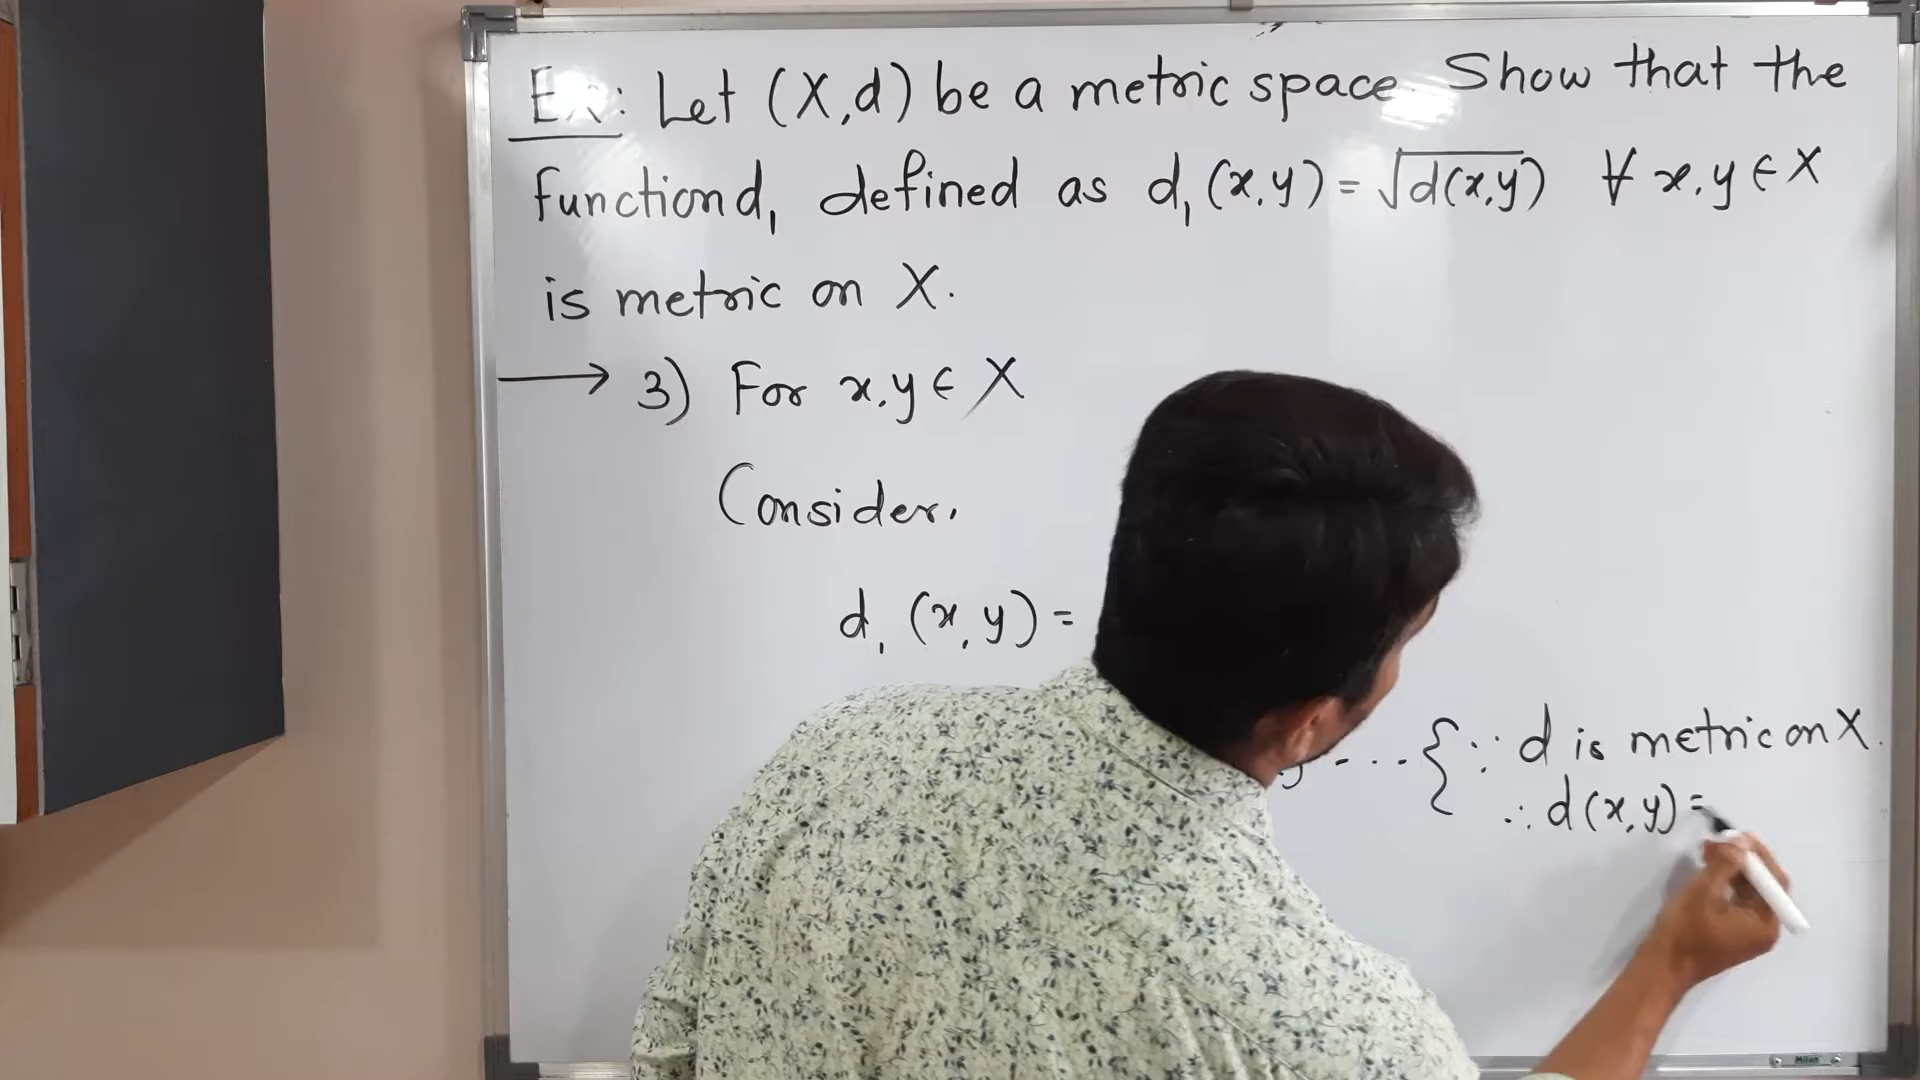 Ex: Let (X,d) be a metric space. Show that the
function d₁ defined as d₁(x,y) = √d(x,y) ∀ x,y ∈ X
is metric on X.
→ 3) For x,y ∈ X
Consider,
d₁(x,y) =
) ---- { ∵ d is metric on X.
∴ d(x,y) =